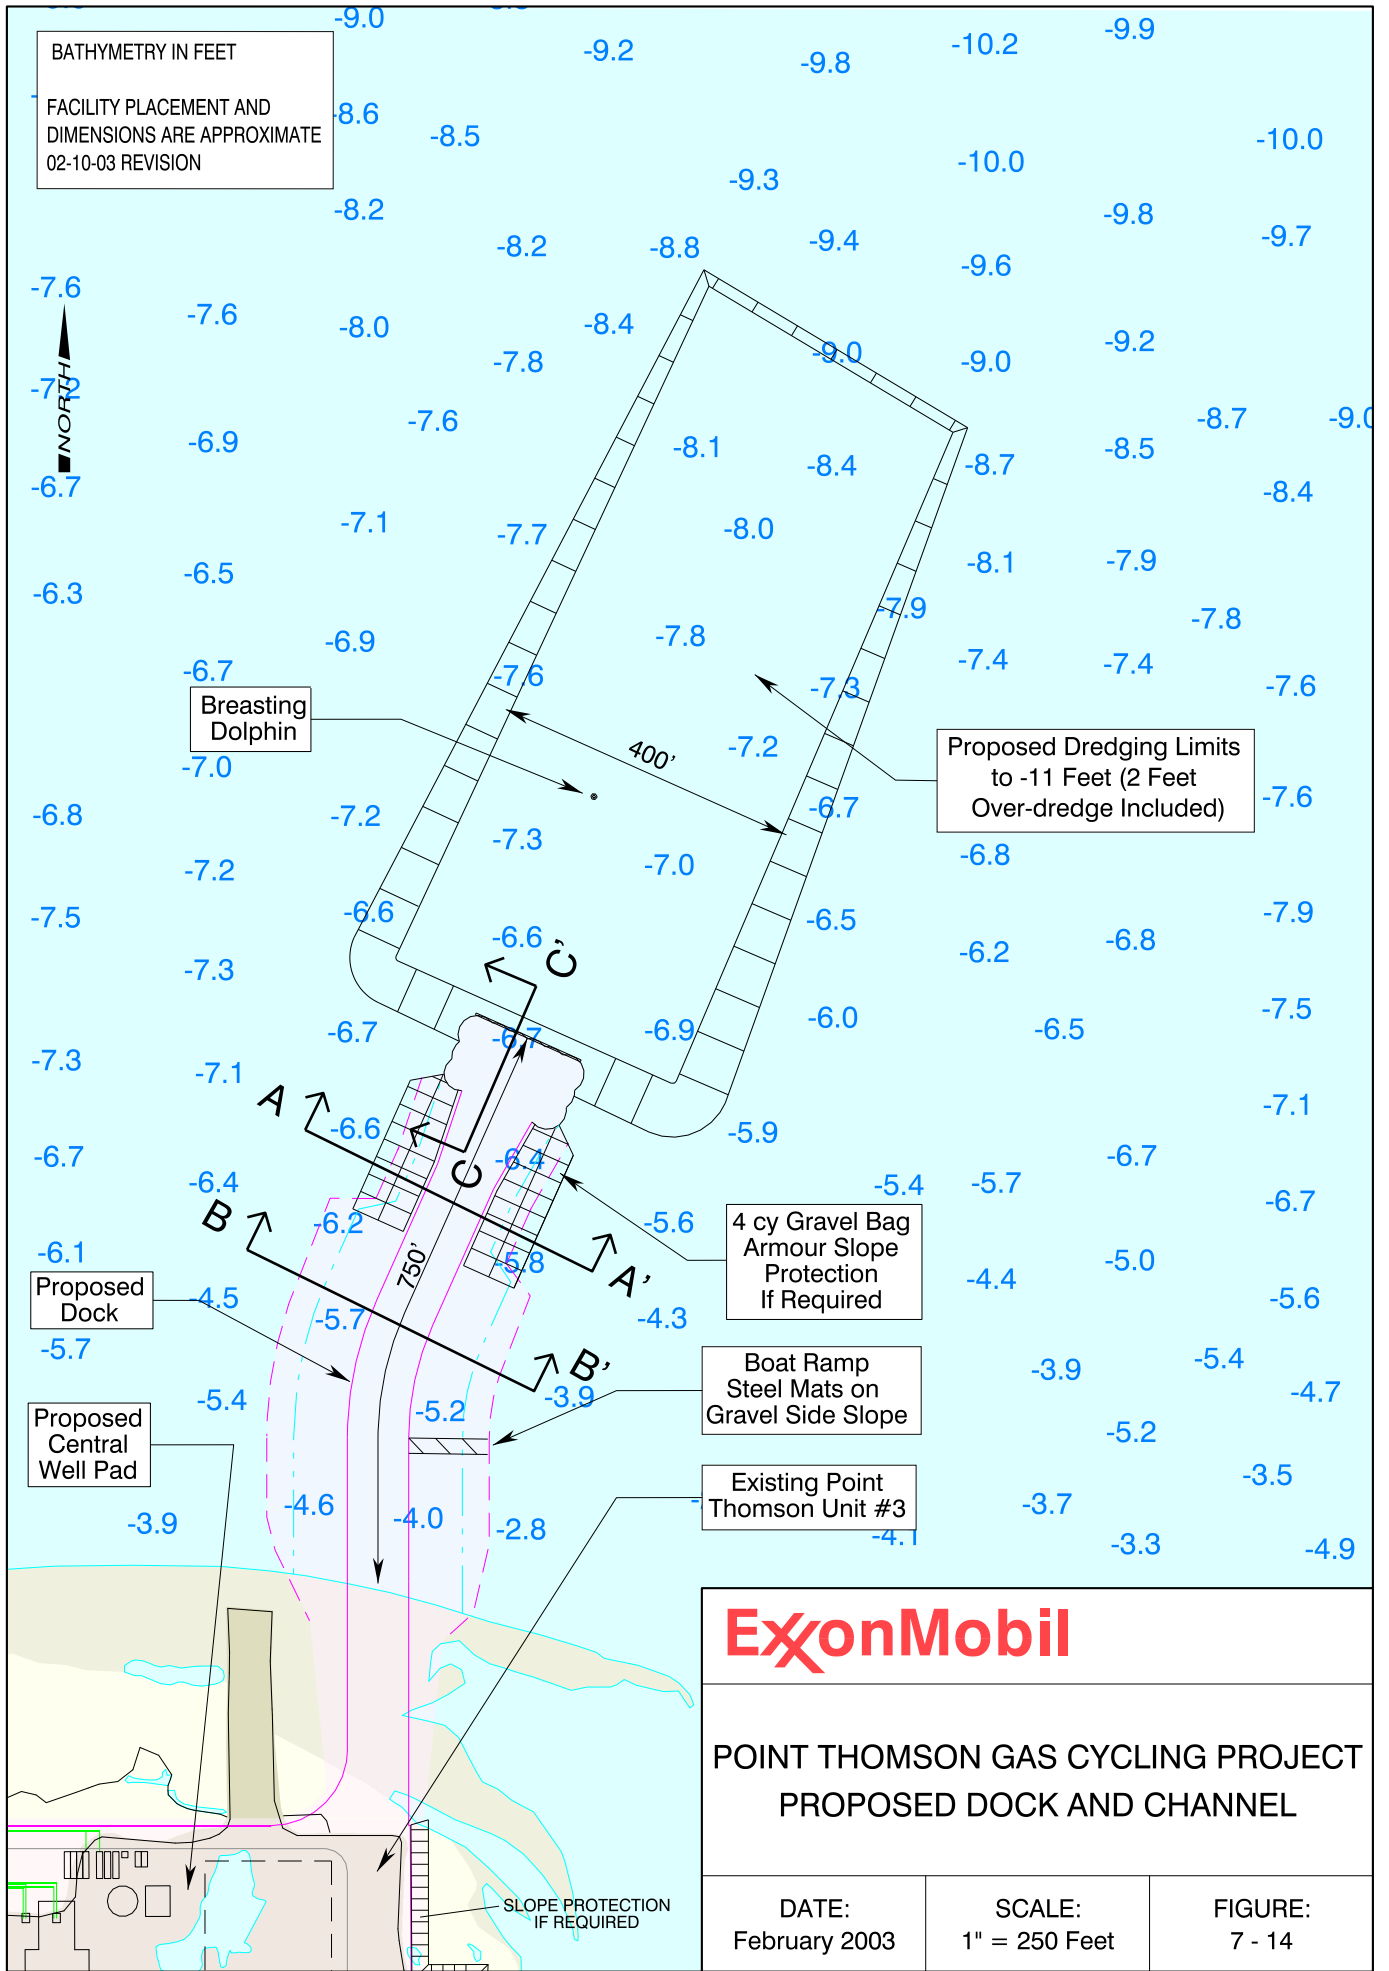 -9.0
-9.2
-9.8
-10.2
-9.9
BATHYMETRY IN FEET
FACILITY PLACEMENT AND
DIMENSIONS ARE APPROXIMATE
02-10-03 REVISION
-8.6
-8.5
-10.0
-10.0
-9.3
-8.2
-9.8
-8.2
-8.8
-9.4
-9.7
-9.6
-7.6
-7.6
-8.0
-8.4
-9.2
-7.8
-9.0
-9.0
NORTH
-7.2
-7.6
-8.7
-9.0
-6.9
-8.1
-8.4
-8.7
-8.5
-6.7
-8.4
-7.1
-7.7
-8.0
-8.1
-7.9
-6.5
-6.3
-7.9
-7.8
-6.9
-7.8
-6.7
-7.6
-7.3
-7.4
-7.4
-7.6
Breasting
Dolphin
400'
-7.2
Proposed Dredging Limits
to -11 Feet (2 Feet
Over-dredge Included)
-7.0
-6.8
-7.2
-6.7
-7.6
-7.3
-7.0
-6.8
-7.2
-7.5
-6.6
-6.6
-6.5
-6.2
-6.8
-7.9
-7.3
C'
-6.7
-6.7
-6.9
-6.0
-6.5
-7.5
-7.3
-7.1
A
-6.6
-5.9
-7.1
-6.7
-6.4
C
-6.4
-5.4
-5.7
-6.7
-6.7
B
-6.2
-5.6
4 cy Gravel Bag
Armour Slope
Protection
If Required
-6.1
750'
-5.8
A'
-4.4
-5.0
-5.6
Proposed
Dock
-4.5
-5.7
-4.3
-5.7
B'
-3.9
Boat Ramp
Steel Mats on
Gravel Side Slope
-3.9
-5.4
-4.7
-5.4
-5.2
-5.2
Proposed
Central
Well Pad
Existing Point
Thomson Unit #3
-3.5
-3.9
-4.6
-4.0
-2.8
-4.1
-3.7
-3.3
-4.9
ExxonMobil
POINT THOMSON GAS CYCLING PROJECT
PROPOSED DOCK AND CHANNEL
SLOPE PROTECTION
IF REQUIRED
DATE:
February 2003
SCALE:
1" = 250 Feet
FIGURE:
7 - 14